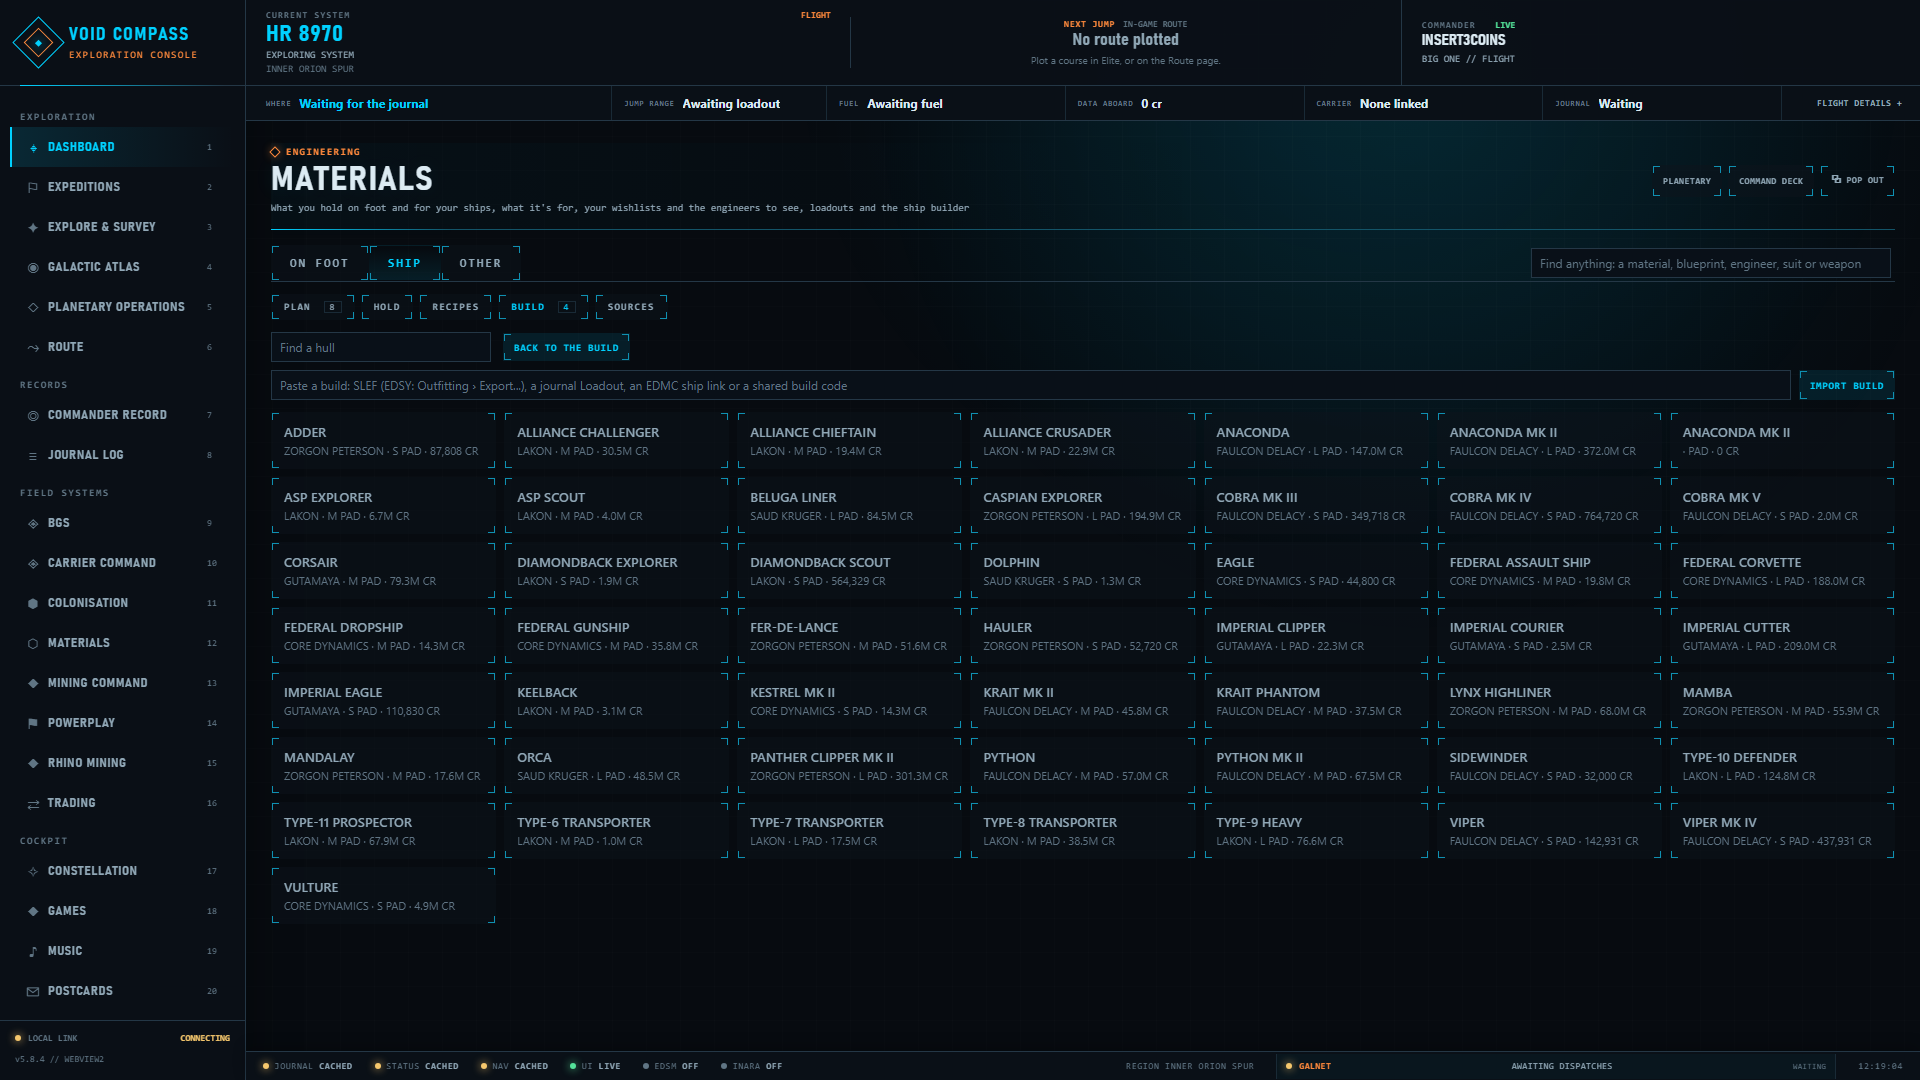 VOID COMPASS
EXPLORATION CONSOLE
CURRENT SYSTEM
HR 8970
EXPLORING SYSTEM
INNER ORION SPUR
FLIGHT
NEXT JUMP IN-GAME ROUTE
No route plotted
Plot a course in Elite, or on the Route page.
COMMANDER LIVE
INSERT3COINS
BIG ONE // FLIGHT
WHERE Waiting for the journal
JUMP RANGE Awaiting loadout
FUEL Awaiting fuel
DATA ABOARD 0 cr
CARRIER None linked
JOURNAL Waiting
FLIGHT DETAILS +
EXPLORATION
DASHBOARD 1
EXPEDITIONS 2
EXPLORE & SURVEY 3
GALACTIC ATLAS 4
PLANETARY OPERATIONS 5
ROUTE 6
RECORDS
COMMANDER RECORD 7
JOURNAL LOG 8
FIELD SYSTEMS
BGS 9
CARRIER COMMAND 10
COLONISATION 11
MATERIALS 12
MINING COMMAND 13
POWERPLAY 14
RHINO MINING 15
TRADING 16
COCKPIT
CONSTELLATION 17
GAMES 18
MUSIC 19
POSTCARDS 20
LOCAL LINK CONNECTING
v5.8.4 // WEBVIEW2
ENGINEERING
MATERIALS
What you hold on foot and for your ships, what it's for, your wishlists and the engineers to see, loadouts and the ship builder
PLANETARY
COMMAND DECK
POP OUT
ON FOOT
SHIP
OTHER
Find anything: a material, blueprint, engineer, suit or weapon
PLAN 8
HOLD
RECIPES
BUILD 4
SOURCES
Find a hull
BACK TO THE BUILD
Paste a build: SLEF (EDSY: Outfitting › Export...), a journal Loadout, an EDMC ship link or a shared build code
IMPORT BUILD
ADDER
ZORGON PETERSON · S PAD · 87,808 CR
ALLIANCE CHALLENGER
LAKON · M PAD · 30.5M CR
ALLIANCE CHIEFTAIN
LAKON · M PAD · 19.4M CR
ALLIANCE CRUSADER
LAKON · M PAD · 22.9M CR
ANACONDA
FAULCON DELACY · L PAD · 147.0M CR
ANACONDA MK II
FAULCON DELACY · L PAD · 372.0M CR
ANACONDA MK II
· PAD · 0 CR
ASP EXPLORER
LAKON · M PAD · 6.7M CR
ASP SCOUT
LAKON · M PAD · 4.0M CR
BELUGA LINER
SAUD KRUGER · L PAD · 84.5M CR
CASPIAN EXPLORER
ZORGON PETERSON · L PAD · 194.9M CR
COBRA MK III
FAULCON DELACY · S PAD · 349,718 CR
COBRA MK IV
FAULCON DELACY · S PAD · 764,720 CR
COBRA MK V
FAULCON DELACY · S PAD · 2.0M CR
CORSAIR
GUTAMAYA · M PAD · 79.3M CR
DIAMONDBACK EXPLORER
LAKON · S PAD · 1.9M CR
DIAMONDBACK SCOUT
LAKON · S PAD · 564,329 CR
DOLPHIN
SAUD KRUGER · S PAD · 1.3M CR
EAGLE
CORE DYNAMICS · S PAD · 44,800 CR
FEDERAL ASSAULT SHIP
CORE DYNAMICS · M PAD · 19.8M CR
FEDERAL CORVETTE
CORE DYNAMICS · L PAD · 188.0M CR
FEDERAL DROPSHIP
CORE DYNAMICS · M PAD · 14.3M CR
FEDERAL GUNSHIP
CORE DYNAMICS · M PAD · 35.8M CR
FER-DE-LANCE
ZORGON PETERSON · M PAD · 51.6M CR
HAULER
ZORGON PETERSON · S PAD · 52,720 CR
IMPERIAL CLIPPER
GUTAMAYA · L PAD · 22.3M CR
IMPERIAL COURIER
GUTAMAYA · S PAD · 2.5M CR
IMPERIAL CUTTER
GUTAMAYA · L PAD · 209.0M CR
IMPERIAL EAGLE
GUTAMAYA · S PAD · 110,830 CR
KEELBACK
LAKON · M PAD · 3.1M CR
KESTREL MK II
CORE DYNAMICS · S PAD · 14.3M CR
KRAIT MK II
FAULCON DELACY · M PAD · 45.8M CR
KRAIT PHANTOM
FAULCON DELACY · M PAD · 37.5M CR
LYNX HIGHLINER
ZORGON PETERSON · M PAD · 68.0M CR
MAMBA
ZORGON PETERSON · M PAD · 55.9M CR
MANDALAY
ZORGON PETERSON · M PAD · 17.6M CR
ORCA
SAUD KRUGER · L PAD · 48.5M CR
PANTHER CLIPPER MK II
ZORGON PETERSON · L PAD · 301.3M CR
PYTHON
FAULCON DELACY · M PAD · 57.0M CR
PYTHON MK II
FAULCON DELACY · M PAD · 67.5M CR
SIDEWINDER
FAULCON DELACY · S PAD · 32,000 CR
TYPE-10 DEFENDER
LAKON · L PAD · 124.8M CR
TYPE-11 PROSPECTOR
LAKON · M PAD · 67.9M CR
TYPE-6 TRANSPORTER
LAKON · M PAD · 1.0M CR
TYPE-7 TRANSPORTER
LAKON · L PAD · 17.5M CR
TYPE-8 TRANSPORTER
LAKON · M PAD · 38.5M CR
TYPE-9 HEAVY
LAKON · L PAD · 76.6M CR
VIPER
FAULCON DELACY · S PAD · 142,931 CR
VIPER MK IV
FAULCON DELACY · S PAD · 437,931 CR
VULTURE
CORE DYNAMICS · S PAD · 4.9M CR
JOURNAL CACHED
STATUS CACHED
NAV CACHED
UI LIVE
EDSM OFF
INARA OFF
REGION INNER ORION SPUR
GALNET
AWAITING DISPATCHES
WAITING
12:19:04